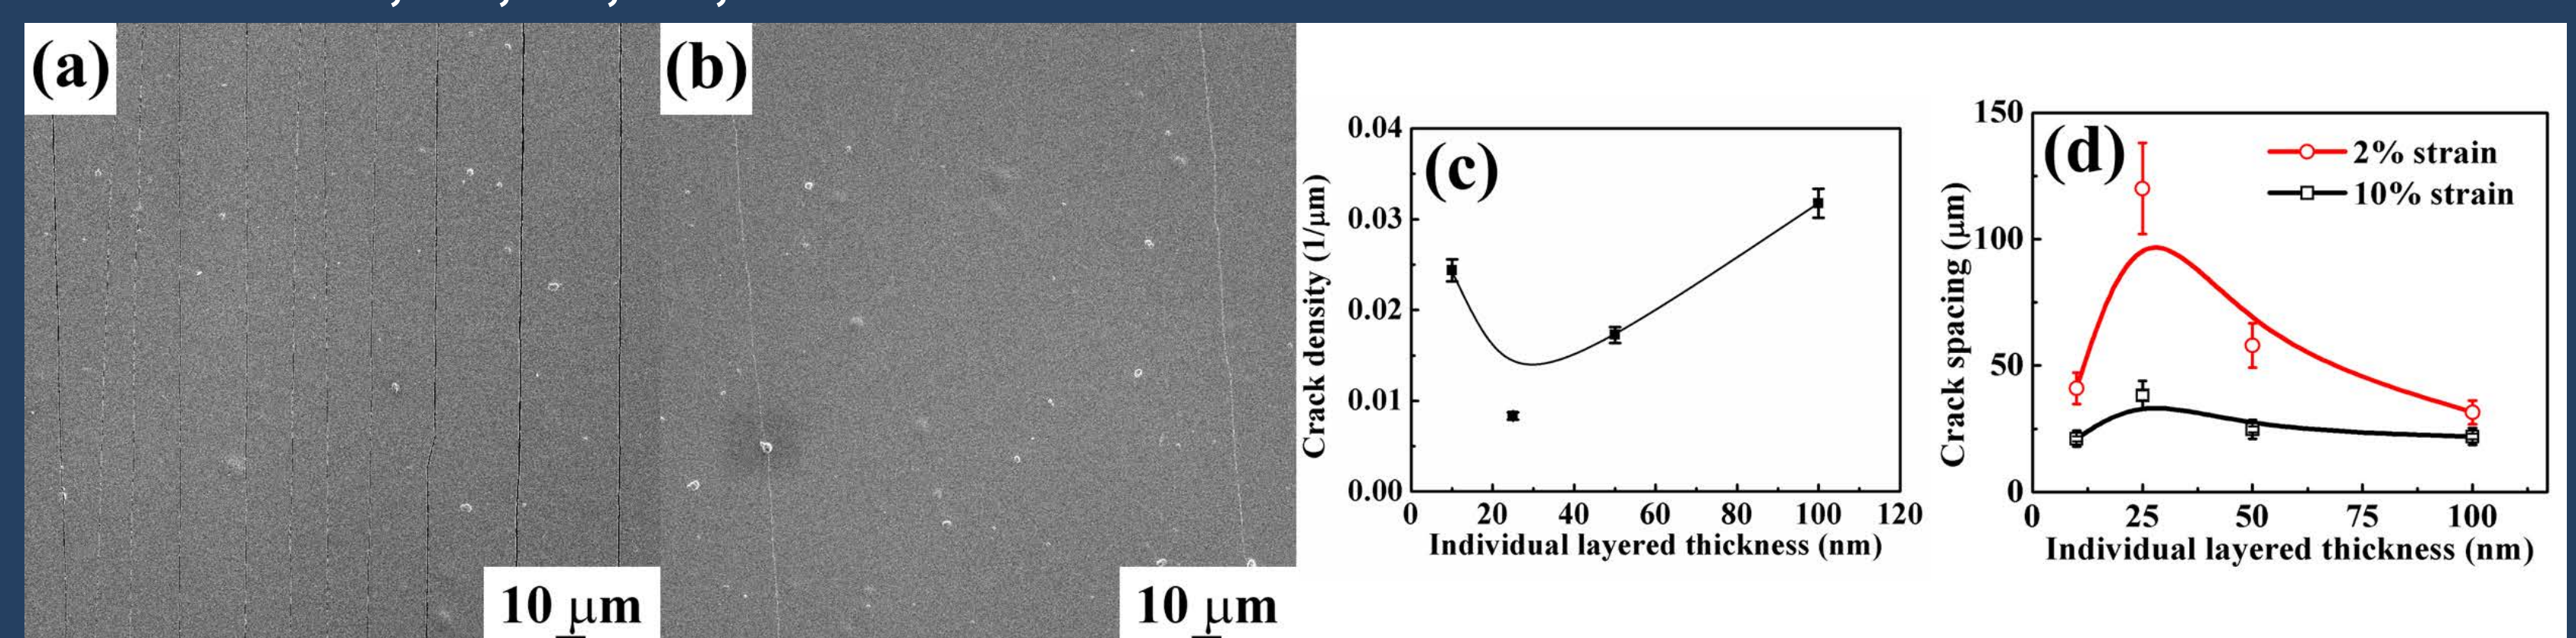 (a)
10 μm
(b)
10 μm
(c)
Crack density (1/μm)
0.04
0.03
0.02
0.01
0.00
0 20 40 60 80 100 120
Individual layered thickness (nm)
(d)
2% strain
10% strain
Crack spacing (μm)
150
100
50
0
0 25 50 75 100
Individual layered thickness (nm)